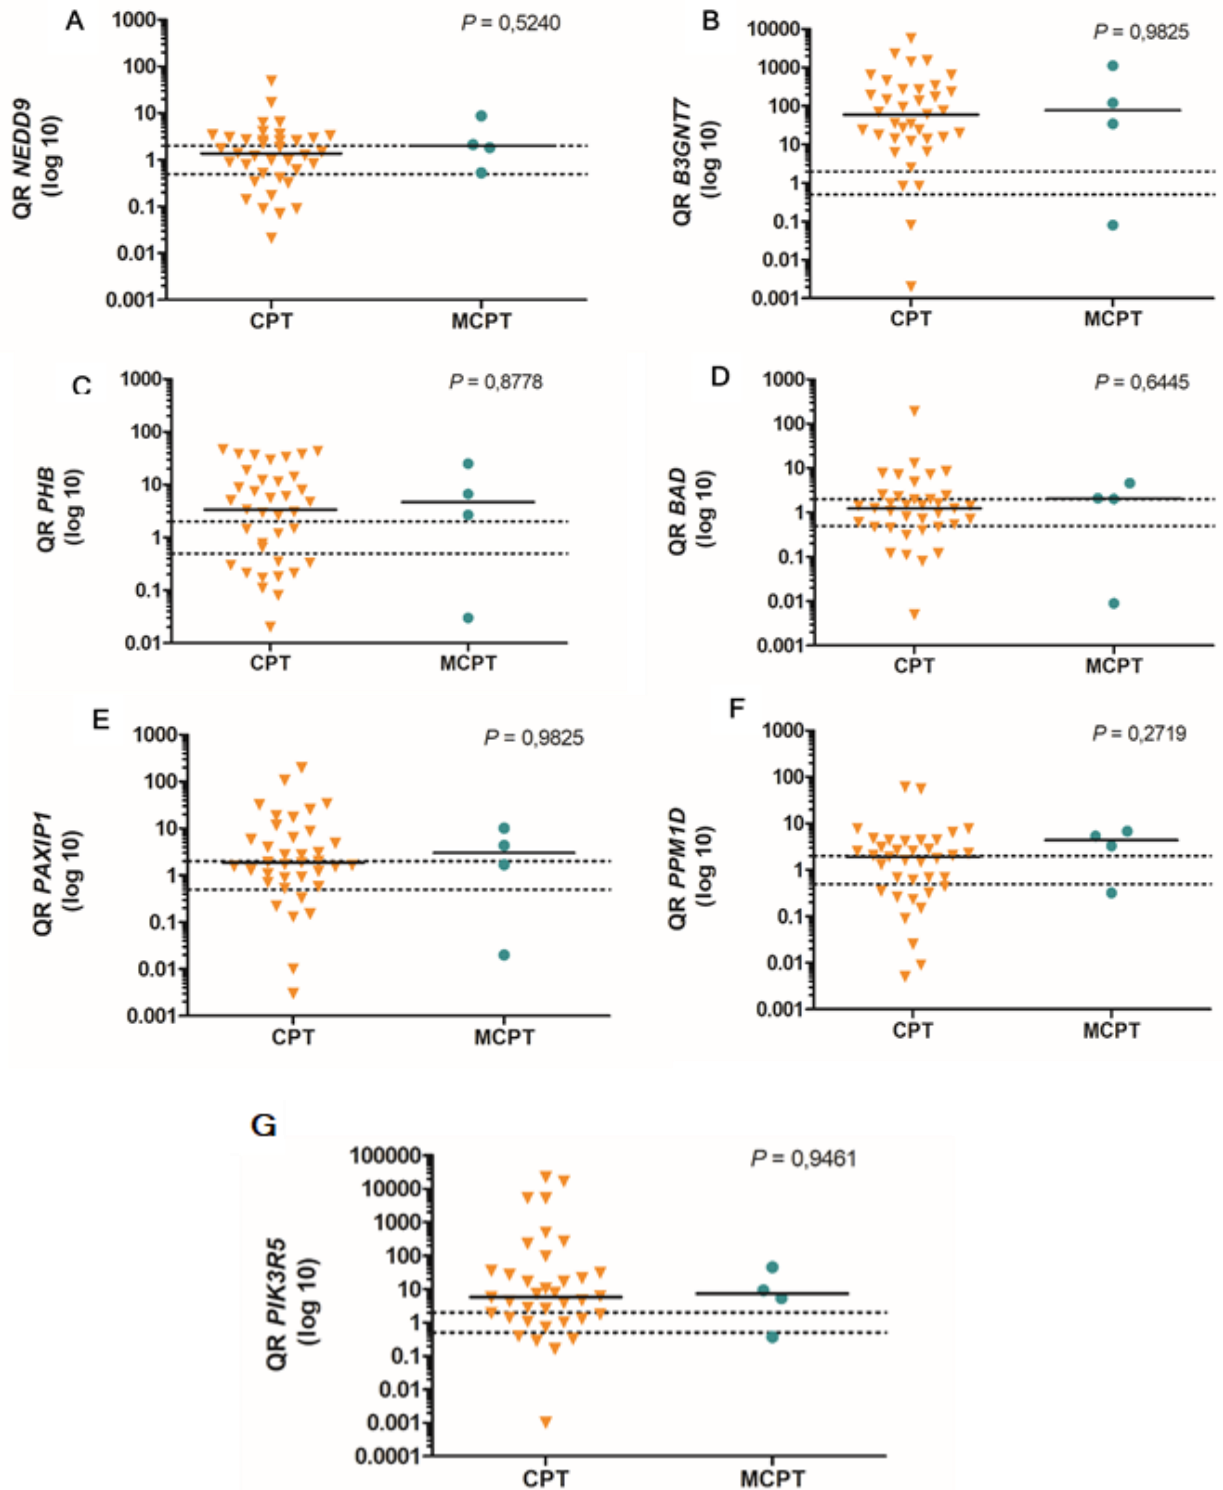 A
P = 0,5240
QR NEDD9
(log 10)
1000
100
10
1
0.1
0.01
0.001
CPT
MCPT
B
P = 0,9825
QR B3GNT7
(log 10)
10000
1000
100
10
1
0.1
0.01
0.001
CPT
MCPT
C
P = 0,8778
QR PHB
(log 10)
1000
100
10
1
0.1
0.01
CPT
MCPT
D
P = 0,6445
QR BAD
(log 10)
1000
100
10
1
0.1
0.01
0.001
CPT
MCPT
E
P = 0,9825
QR PAXIP1
(log 10)
1000
100
10
1
0.1
0.01
0.001
CPT
MCPT
F
P = 0,2719
QR PPM1D
(log 10)
1000
100
10
1
0.1
0.01
0.001
CPT
MCPT
G
P = 0,9461
QR PIK3R5
(log 10)
100000
10000
1000
100
10
1
0.1
0.01
0.001
0.0001
CPT
MCPT